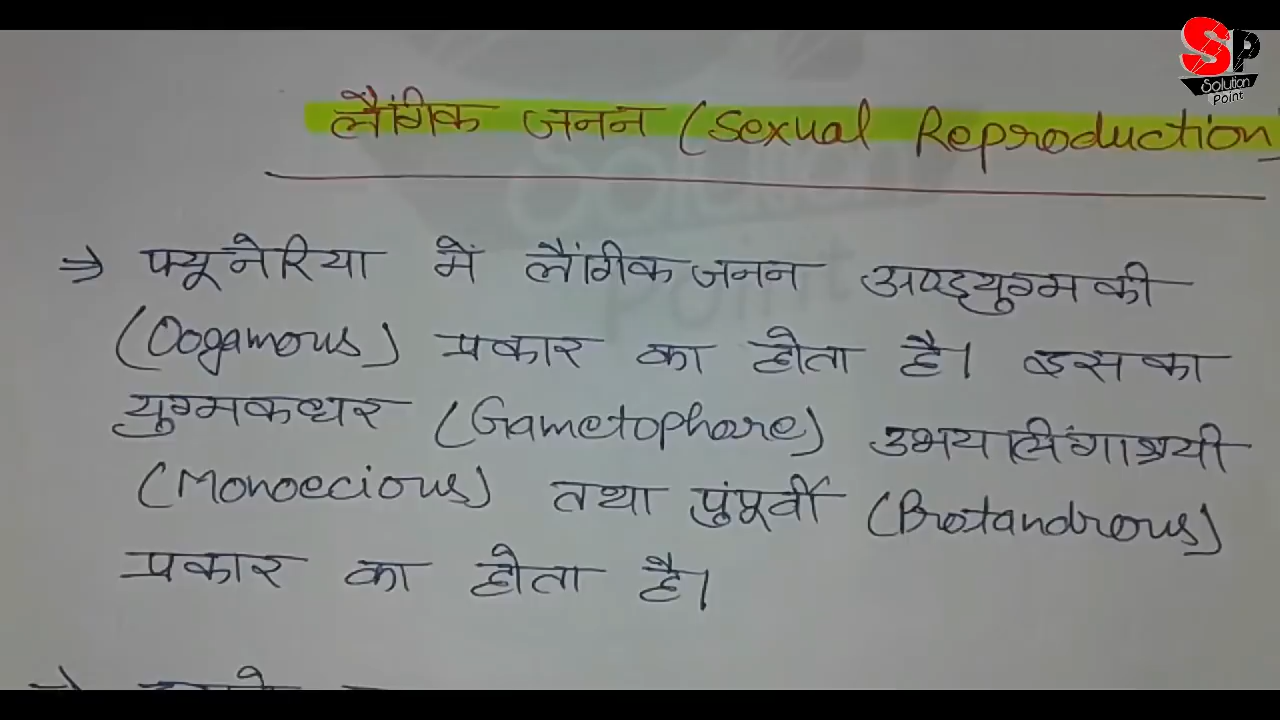 SP
Solution
Point
लैंगिक जनन (Sexual Reproduction)
→ फ्यूनेरिया में लैंगिक जनन अण्डयुग्मकी
(Oogamous) प्रकार का होता है। इसका
युग्मकधर (Gametophore) उभयलिंगाश्रयी
(Monoecious) तथा पुंपूर्वी (Protandrous)
प्रकार का होता है।